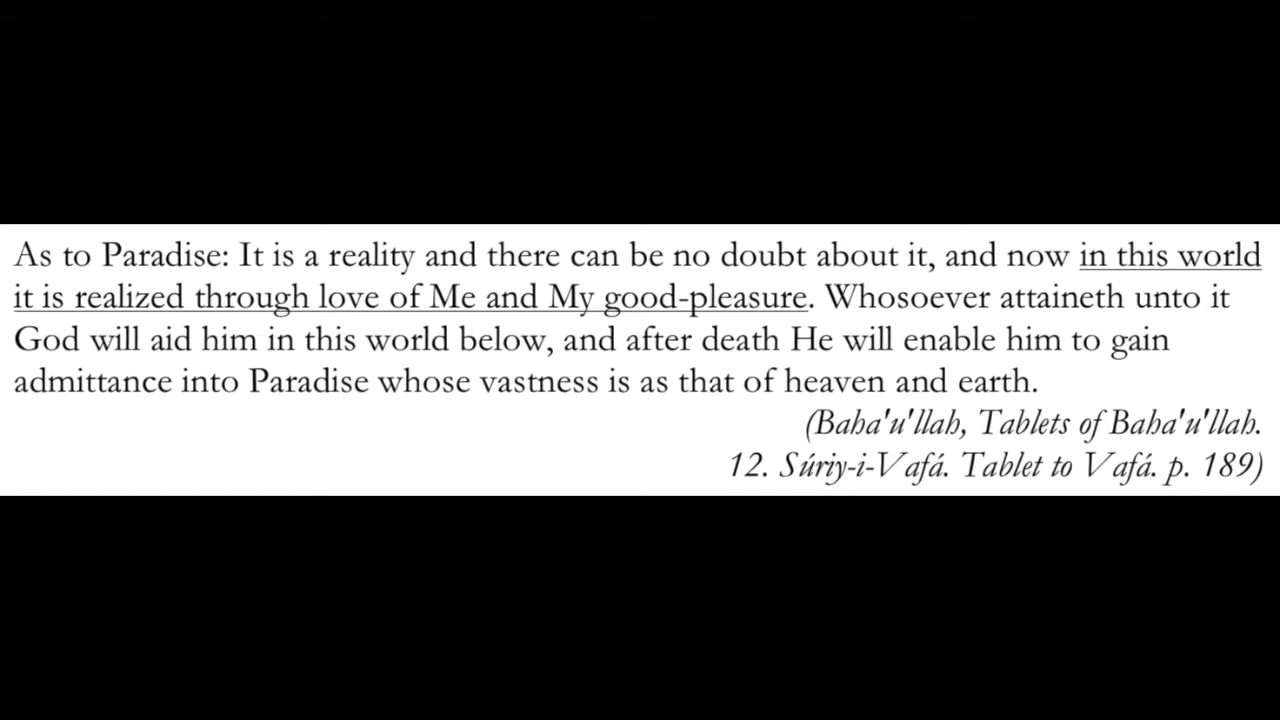 As to Paradise: It is a reality and there can be no doubt about it, and now in this world
it is realized through love of Me and My good-pleasure. Whosoever attaineth unto it
God will aid him in this world below, and after death He will enable him to gain
admittance into Paradise whose vastness is as that of heaven and earth.
(Baha'u'llah, Tablets of Baha'u'llah.
12. Súriy-i-Vafá. Tablet to Vafá. p. 189)